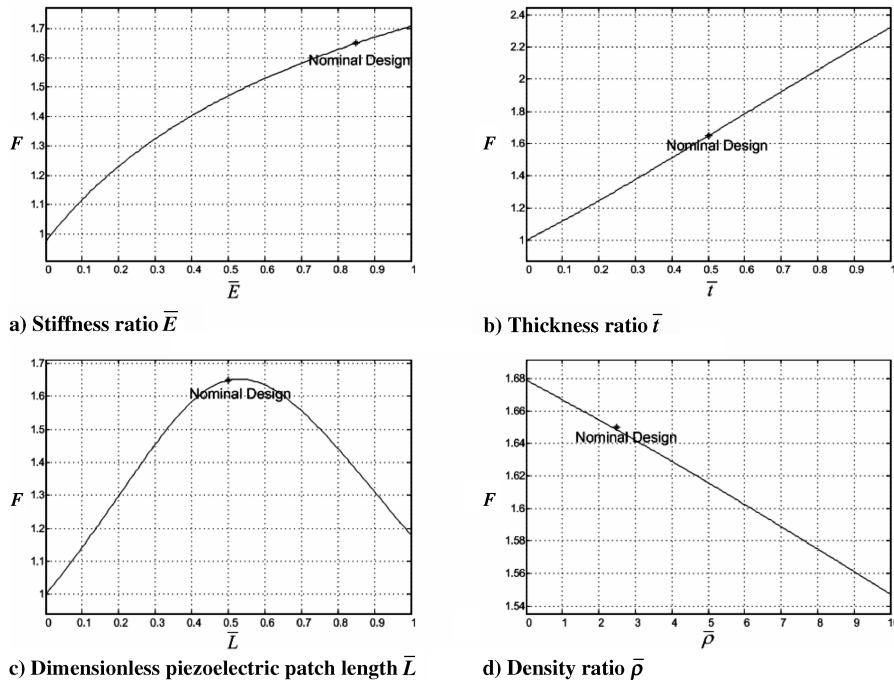 1.7
1.6
1.5
1.4
1.3
1.2
1.1
1
F
Nominal Design
0 0.1 0.2 0.3 0.4 0.5 0.6 0.7 0.8 0.9 1
E̅
a) Stiffness ratio E̅
2.4
2.2
2
1.8
1.6
1.4
1.2
1
F
Nominal Design
0 0.1 0.2 0.3 0.4 0.5 0.6 0.7 0.8 0.9 1
t̅
b) Thickness ratio t̅
1.7
1.6
1.5
1.4
1.3
1.2
1.1
1
F
Nominal Design
0 0.1 0.2 0.3 0.4 0.5 0.6 0.7 0.8 0.9 1
L̅
c) Dimensionless piezoelectric patch length L̅
1.68
1.66
1.64
1.62
1.6
1.58
1.56
1.54
F
Nominal Design
0 1 2 3 4 5 6 7 8 9 10
ρ̅
d) Density ratio ρ̅